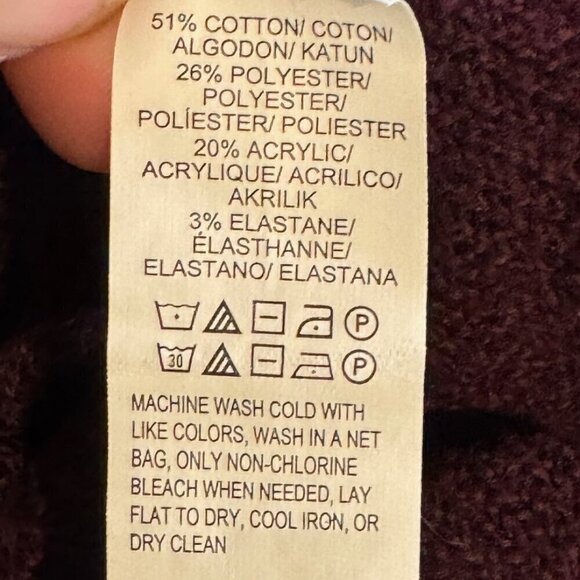 51% COTTON/ COTON/
ALGODON/ KATUN
26% POLYESTER/
POLYESTER/
POLÍESTER/ POLIESTER
20% ACRYLIC/
ACRYLIQUE/ ACRILICO/
AKRILIK
3% ELASTANE/
ÉLASTHANNE/
ELASTANO/ ELASTANA
P
30 P
MACHINE WASH COLD WITH
LIKE COLORS, WASH IN A NET
BAG, ONLY NON-CHLORINE
BLEACH WHEN NEEDED, LAY
FLAT TO DRY, COOL IRON, OR
DRY CLEAN